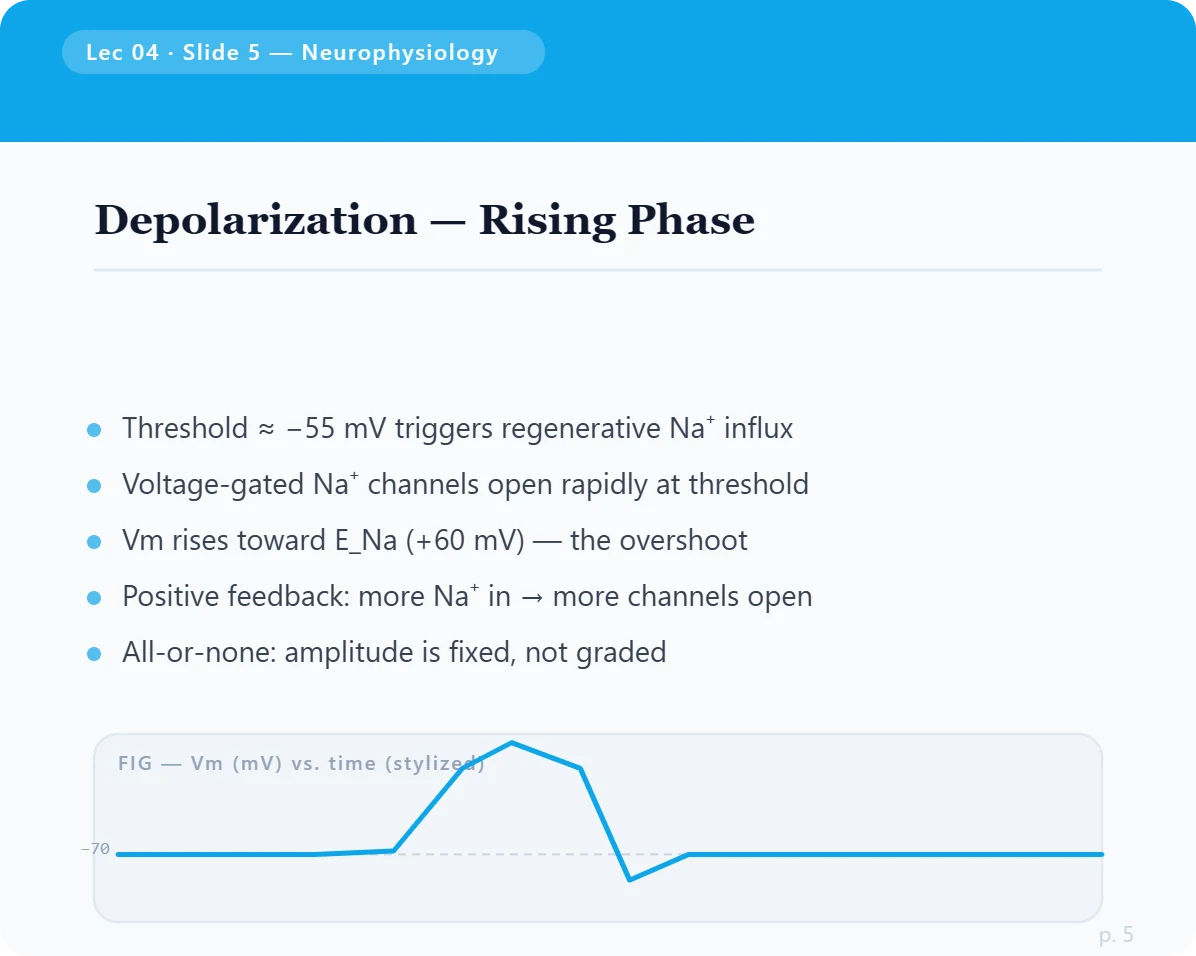 Lec 04 · Slide 5 — Neurophysiology
Depolarization — Rising Phase
Threshold ≈ −55 mV triggers regenerative Na⁺ influx
Voltage-gated Na⁺ channels open rapidly at threshold
Vm rises toward E_Na (+60 mV) — the overshoot
Positive feedback: more Na⁺ in → more channels open
All-or-none: amplitude is fixed, not graded
FIG — Vm (mV) vs. time (stylized)
−70
p. 5